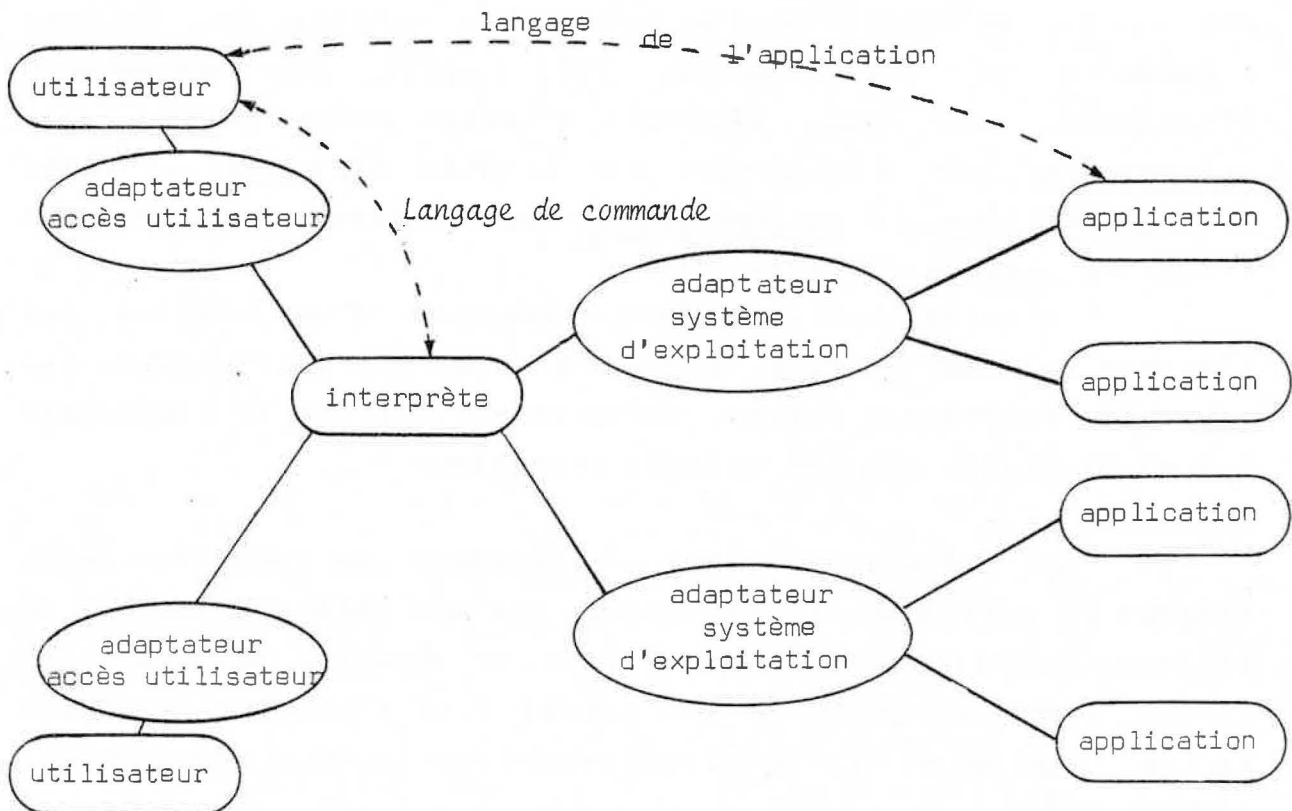 langage
de
l'application
utilisateur
adaptateur
accès utilisateur
Langage de commande
application
adaptateur
système
d'exploitation
application
interprète
application
adaptateur
système
d'exploitation
adaptateur
accès utilisateur
application
utilisateur